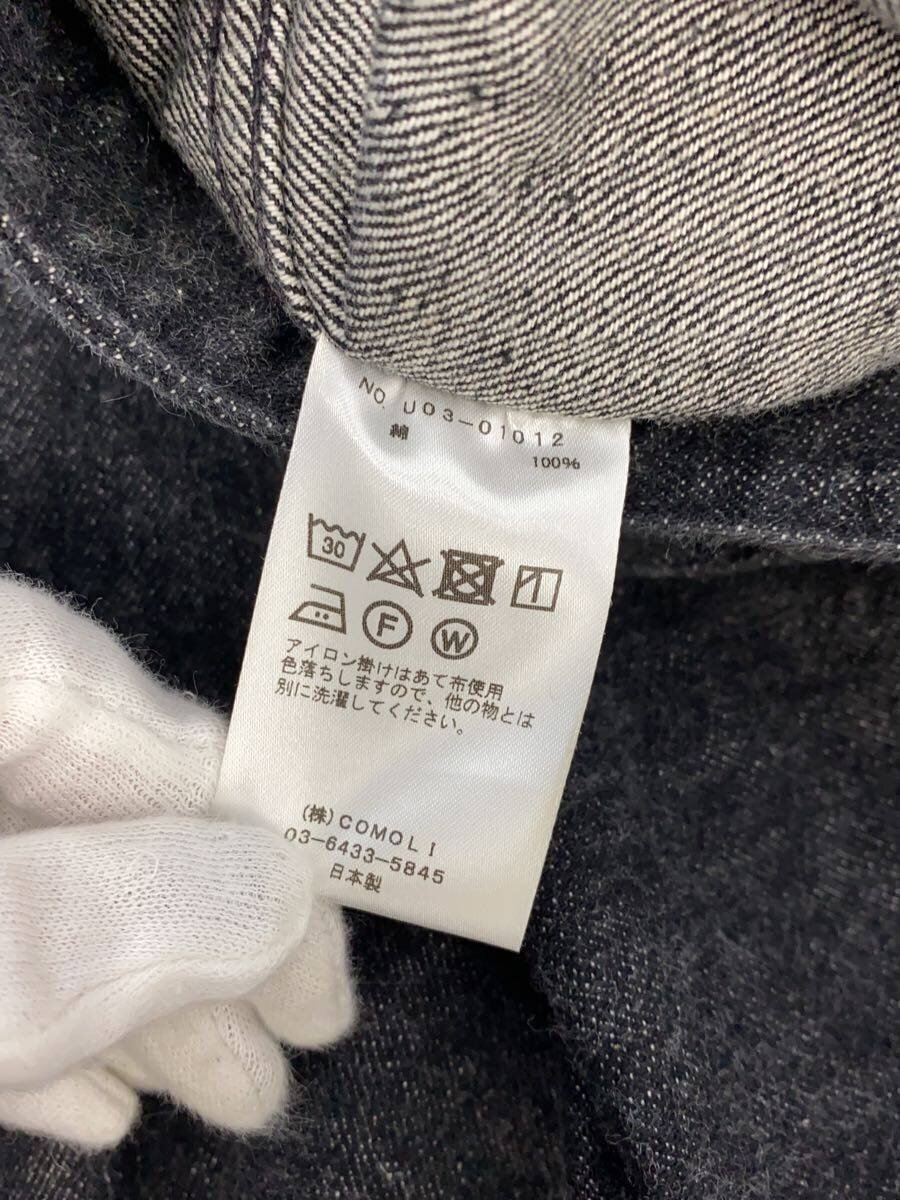 NO. U03-01012
綿 100%
30
F W
アイロン掛けはあて布使用
色落ちしますので、他の物とは
別に洗濯してください。
(株)COMOLI
03-6433-5845
日本製